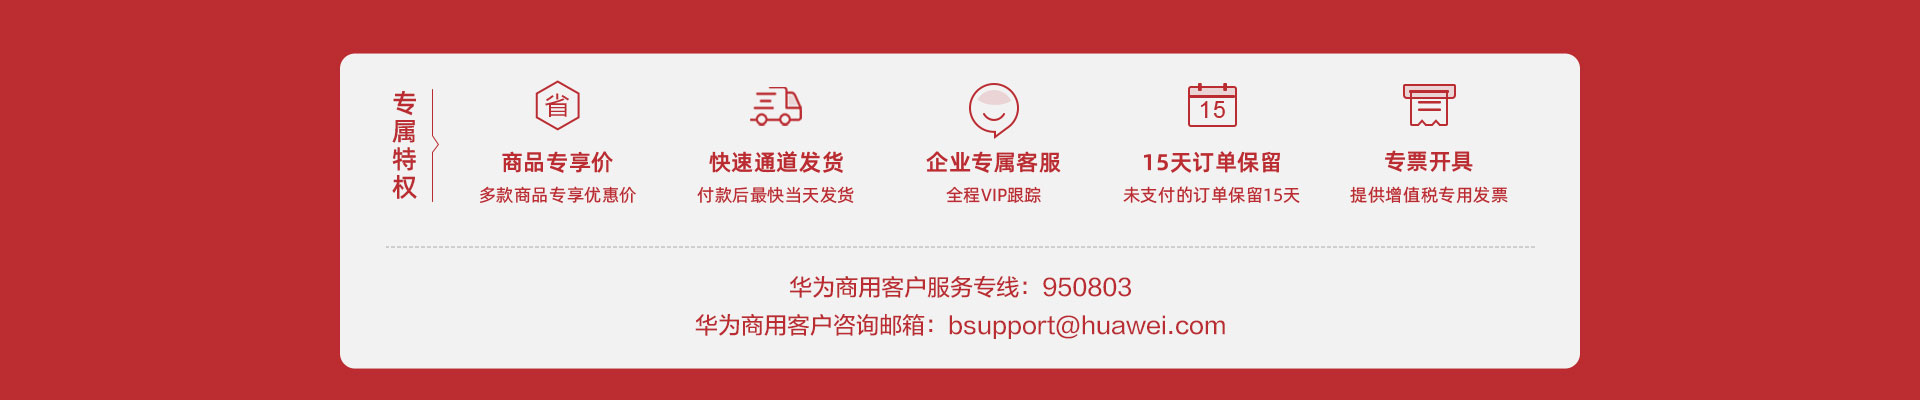 专属特权
省
15
商品专享价
快速通道发货
企业专属客服
15天订单保留
专票开具
多款商品专享优惠价
付款后最快当天发货
全程VIP跟踪
未支付的订单保留15天
提供增值税专用发票
华为商用客户服务专线：950803
华为商用客户咨询邮箱：bsupport@huawei.com